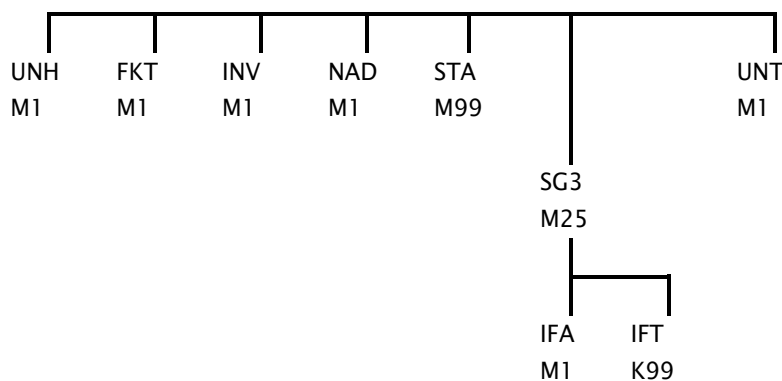 UNH FKT INV NAD STA UNT
M1 M1 M1 M1 M99 M1
SG3
M25
IFA IFT
M1 K99